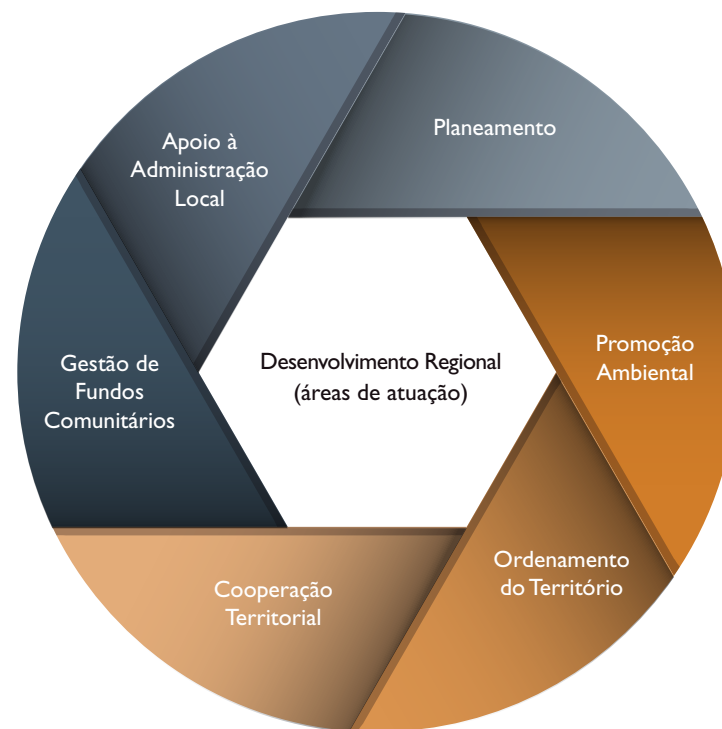 Planeamento
Apoio à
Administração
Local
Promoção
Ambiental
Desenvolvimento Regional
(áreas de atuação)
Gestão de
Fundos
Comunitários
Ordenamento
do Território
Cooperação
Territorial